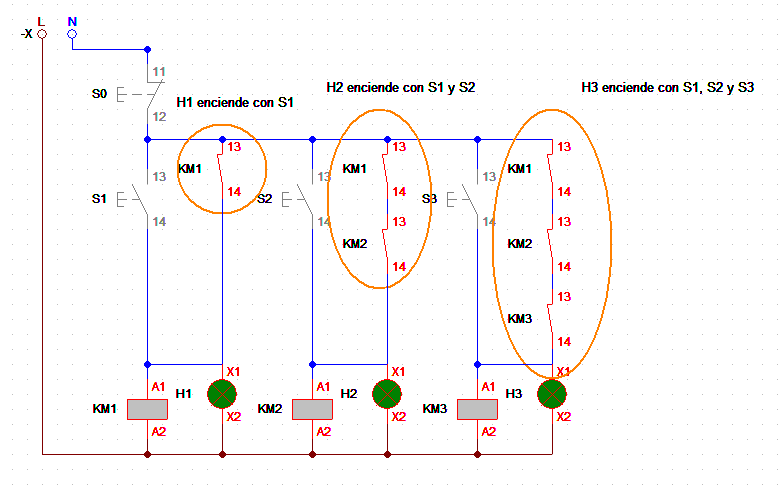 L N
-X
11
S0
12
H1 enciende con S1
H2 enciende con S1 y S2
H3 enciende con S1, S2 y S3
13 13 13
KM1 KM1 KM1
13 13 13
S1 14 S2 14 S3 14
14 13 14 13 14 13
KM2 KM2
14 14
13
KM3
14
X1 X1 X1
A1 H1 A1 H2 A1 H3
KM1 KM2 KM3
X2 X2 X2
A2 A2 A2